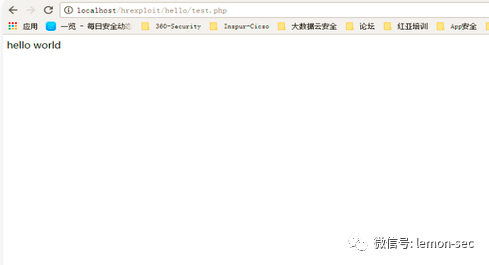 localhost/hrexploit/hello/test.php
应用 一览 - 每日安全动态 360-Security Inspur-Cicso 大数据云安全 论坛 红亚培训 App安全
hello world
微信号: lemon-sec